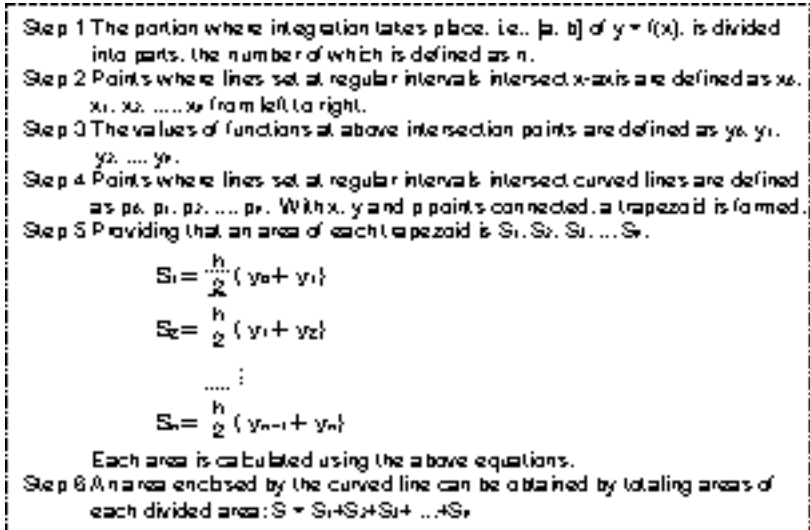 Step 1 The portion where integration takes place, i.e., [a, b] of y = f(x), is divided
into parts, the number of which is defined as n.
Step 2 Points where lines set at regular intervals intersect x-axis are defined as x₀,
x₁, x₂, ....., xₙ from left to right.
Step 3 The values of functions at above intersection points are defined as y₀, y₁,
y₂, ...., yₙ.
Step 4 Points where lines set at regular intervals intersect curved lines are defined
as p₀, p₁, p₂, ...., pₙ. With x, y and p points connected, a trapezoid is formed.
Step 5 Providing that an area of each trapezoid is S₁, S₂, S₃, ...., Sₙ,
S₁= h/2 ( y₀+ y₁)
S₂= h/2 ( y₁+ y₂)
..... ⋮
Sₙ= h/2 ( yₙ₋₁+ yₙ)
Each area is calculated using the above equations.
Step 6 An area enclosed by the curved line can be obtained by totaling areas of
each divided area: S = S₁+S₂+S₃+ ...+Sₙ